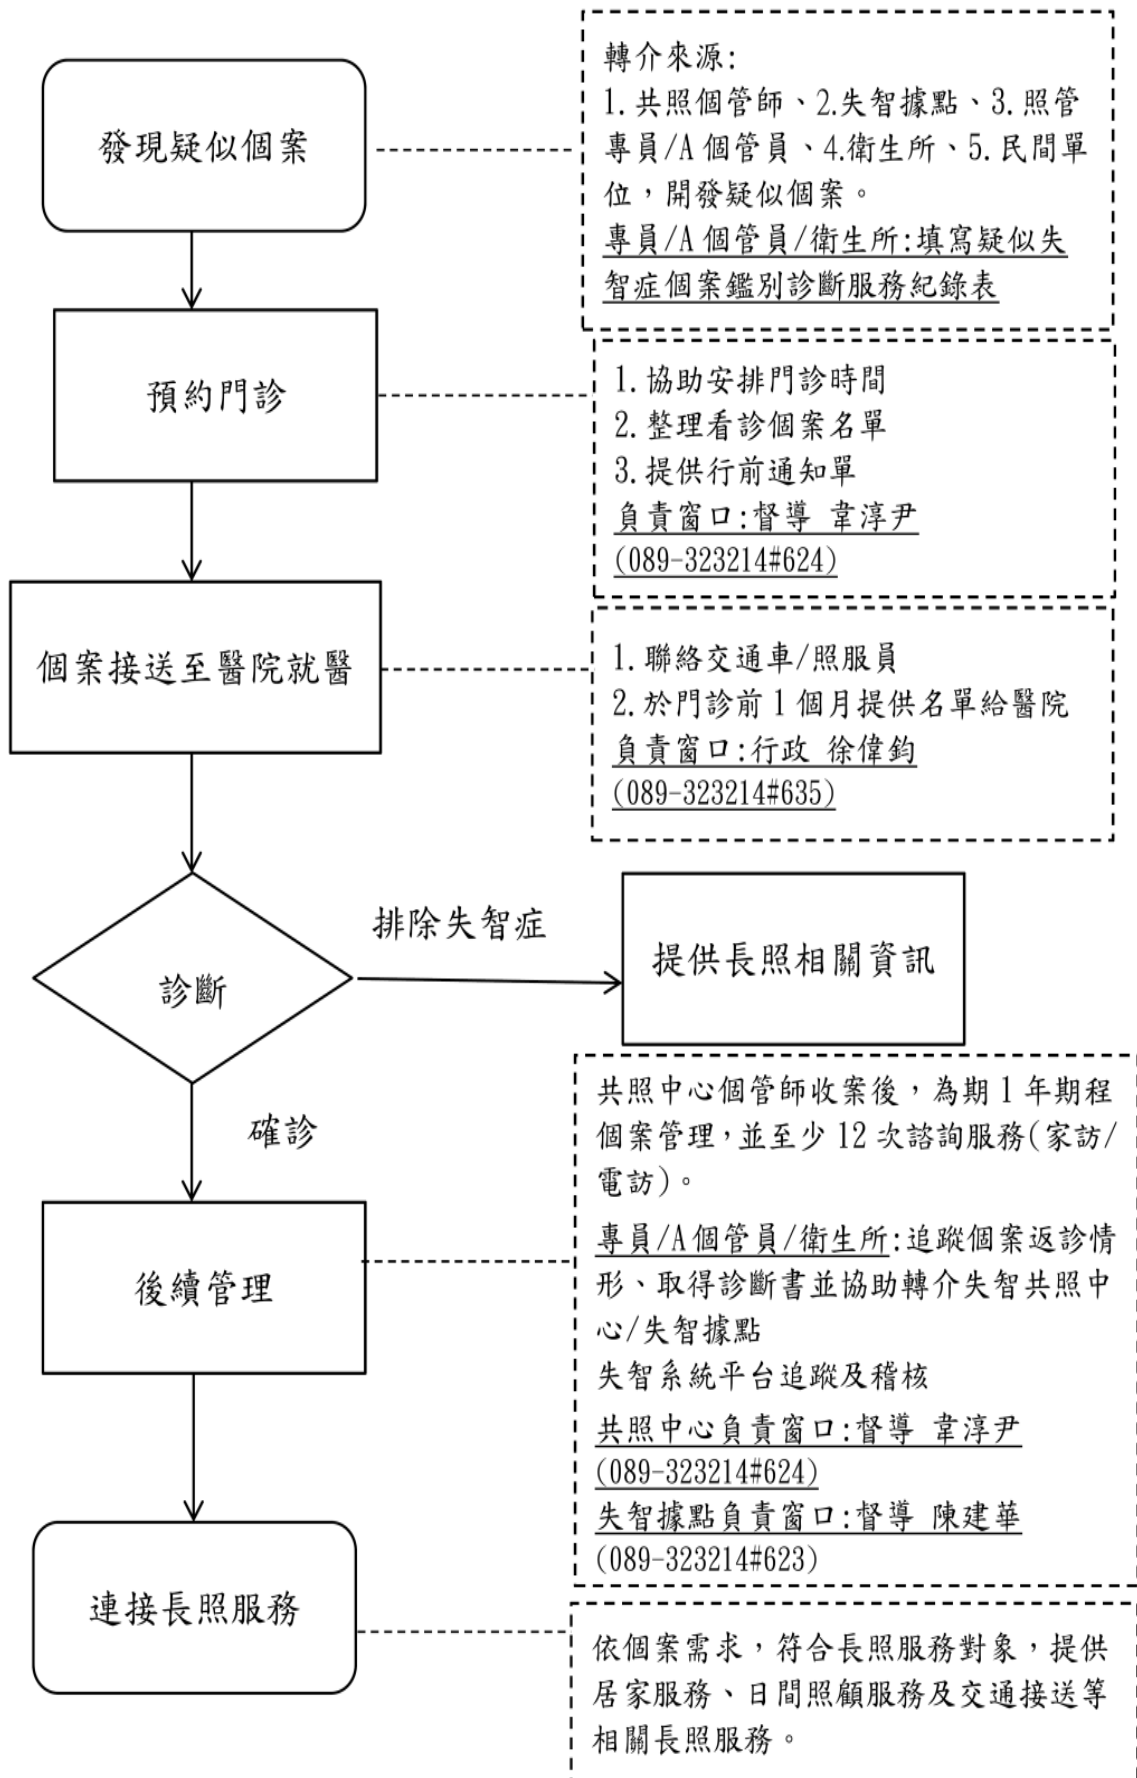 發現疑似個案
轉介來源:
1.共照個管師、2.失智據點、3.照管
專員/A個管員、4.衛生所、5.民間單
位，開發疑似個案。
專員/A個管員/衛生所:填寫疑似失
智症個案鑑別診斷服務紀錄表
預約門診
1.協助安排門診時間
2.整理看診個案名單
3.提供行前通知單
負責窗口:督導 韋淳尹
(089-323214#624)
個案接送至醫院就醫
1.聯絡交通車/照服員
2.於門診前1個月提供名單給醫院
負責窗口:行政 徐偉鈞
(089-323214#635)
診斷
排除失智症
提供長照相關資訊
確診
後續管理
共照中心個管師收案後，為期1年期程
個案管理，並至少12次諮詢服務(家訪/
電訪)。
專員/A個管員/衛生所:追蹤個案返診情
形、取得診斷書並協助轉介失智共照中
心/失智據點
失智系統平台追蹤及稽核
共照中心負責窗口:督導 韋淳尹
(089-323214#624)
失智據點負責窗口:督導 陳建華
(089-323214#623)
連接長照服務
依個案需求，符合長照服務對象，提供
居家服務、日間照顧服務及交通接送等
相關長照服務。